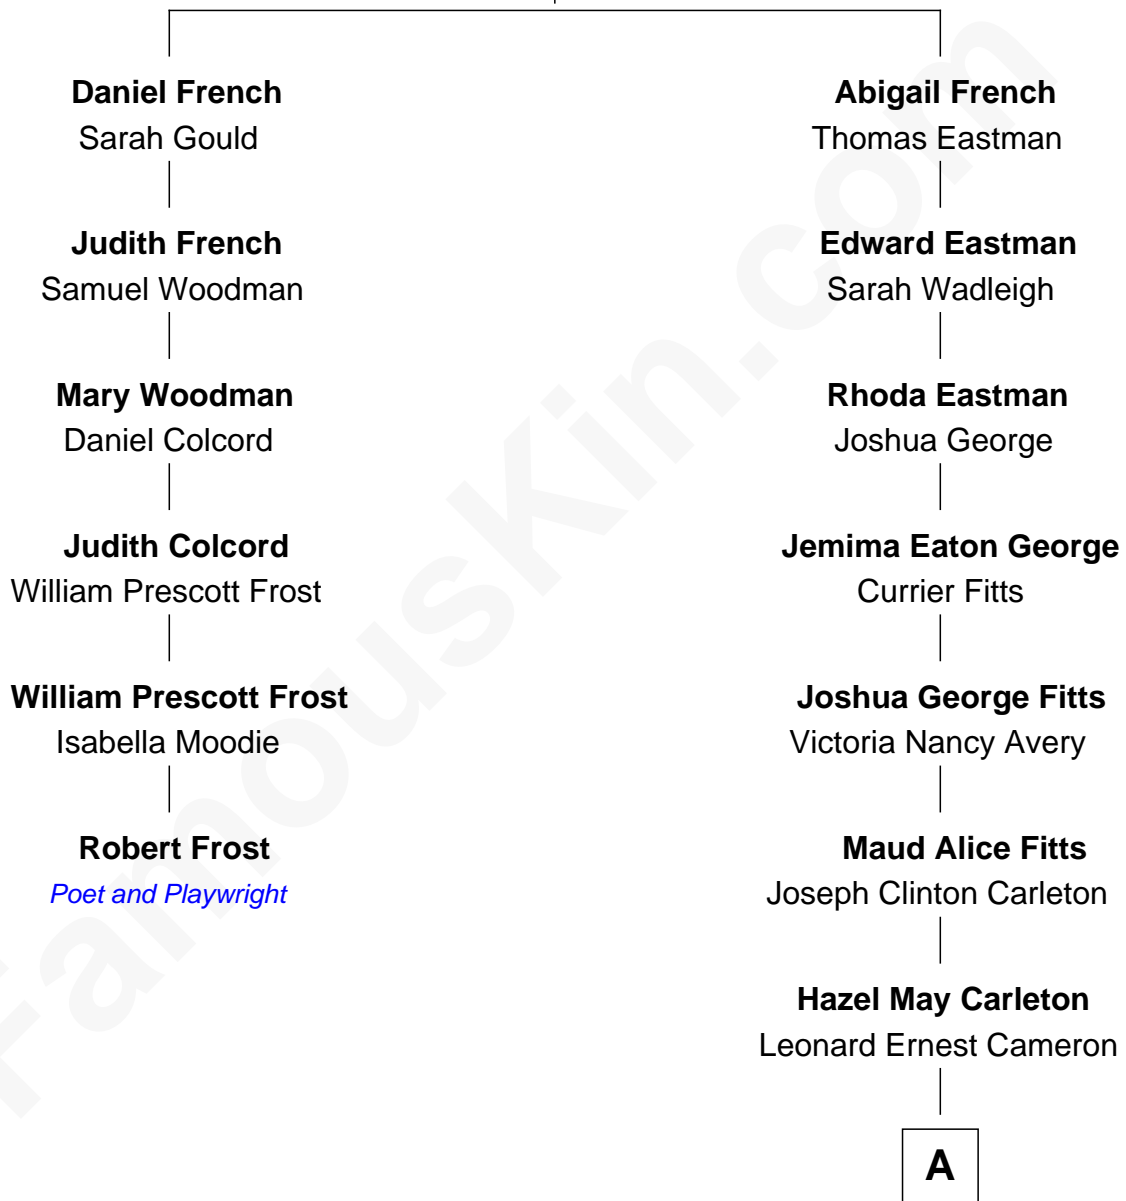 Daniel French
Sarah Gould
Judith French
Samuel Woodman
Mary Woodman
Daniel Colcord
Judith Colcord
William Prescott Frost
William Prescott Frost
Isabella Moodie
Robert Frost
Poet and Playwright
Abigail French
Thomas Eastman
Edward Eastman
Sarah Wadleigh
Rhoda Eastman
Joshua George
Jemima Eaton George
Currier Fitts
Joshua George Fitts
Victoria Nancy Avery
Maud Alice Fitts
Joseph Clinton Carleton
Hazel May Carleton
Leonard Ernest Cameron
A
FamousKin.com